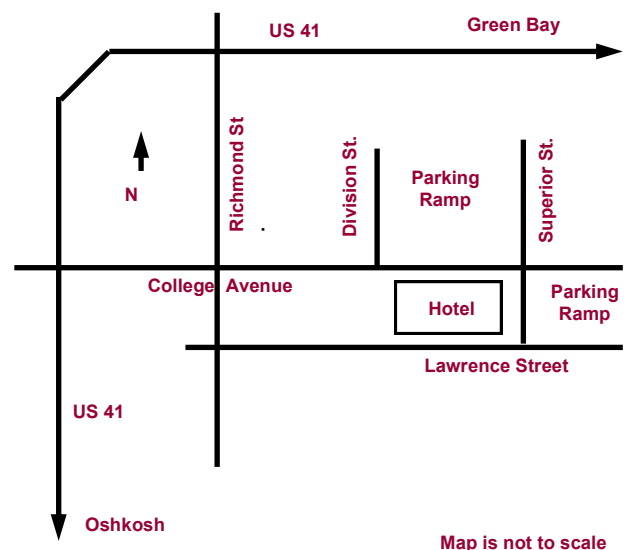 Green Bay
US 41
Richmond St
Division St.
Superior St.
Parking
Ramp
N
College Avenue
Hotel
Parking
Ramp
Lawrence Street
US 41
Oshkosh
Map is not to scale